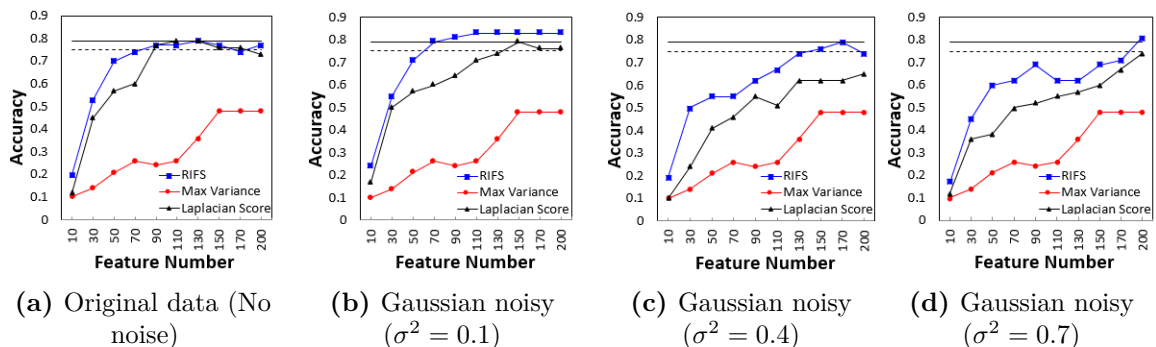 0.9
0.8
0.7
0.6
0.5
0.4
0.3
0.2
0.1
0
Accuracy
RIFS
Max Variance
Laplacian Score
10 30 50 70 90 110 130 150 170 200
Feature Number
(a) Original data (No
noise)
0.9
0.8
0.7
0.6
0.5
0.4
0.3
0.2
0.1
0
Accuracy
RIFS
Max Variance
Laplacian Score
10 30 50 70 90 110 130 150 170 200
Feature Number
(b) Gaussian noisy
(σ² = 0.1)
0.9
0.8
0.7
0.6
0.5
0.4
0.3
0.2
0.1
0
Accuracy
RIFS
Max Variance
Laplacian Score
10 30 50 70 90 110 130 150 170 200
Feature Number
(c) Gaussian noisy
(σ² = 0.4)
0.9
0.8
0.7
0.6
0.5
0.4
0.3
0.2
0.1
0
Accuracy
RIFS
Max Variance
Laplacian Score
10 30 50 70 90 110 130 150 170 200
Feature Number
(d) Gaussian noisy
(σ² = 0.7)